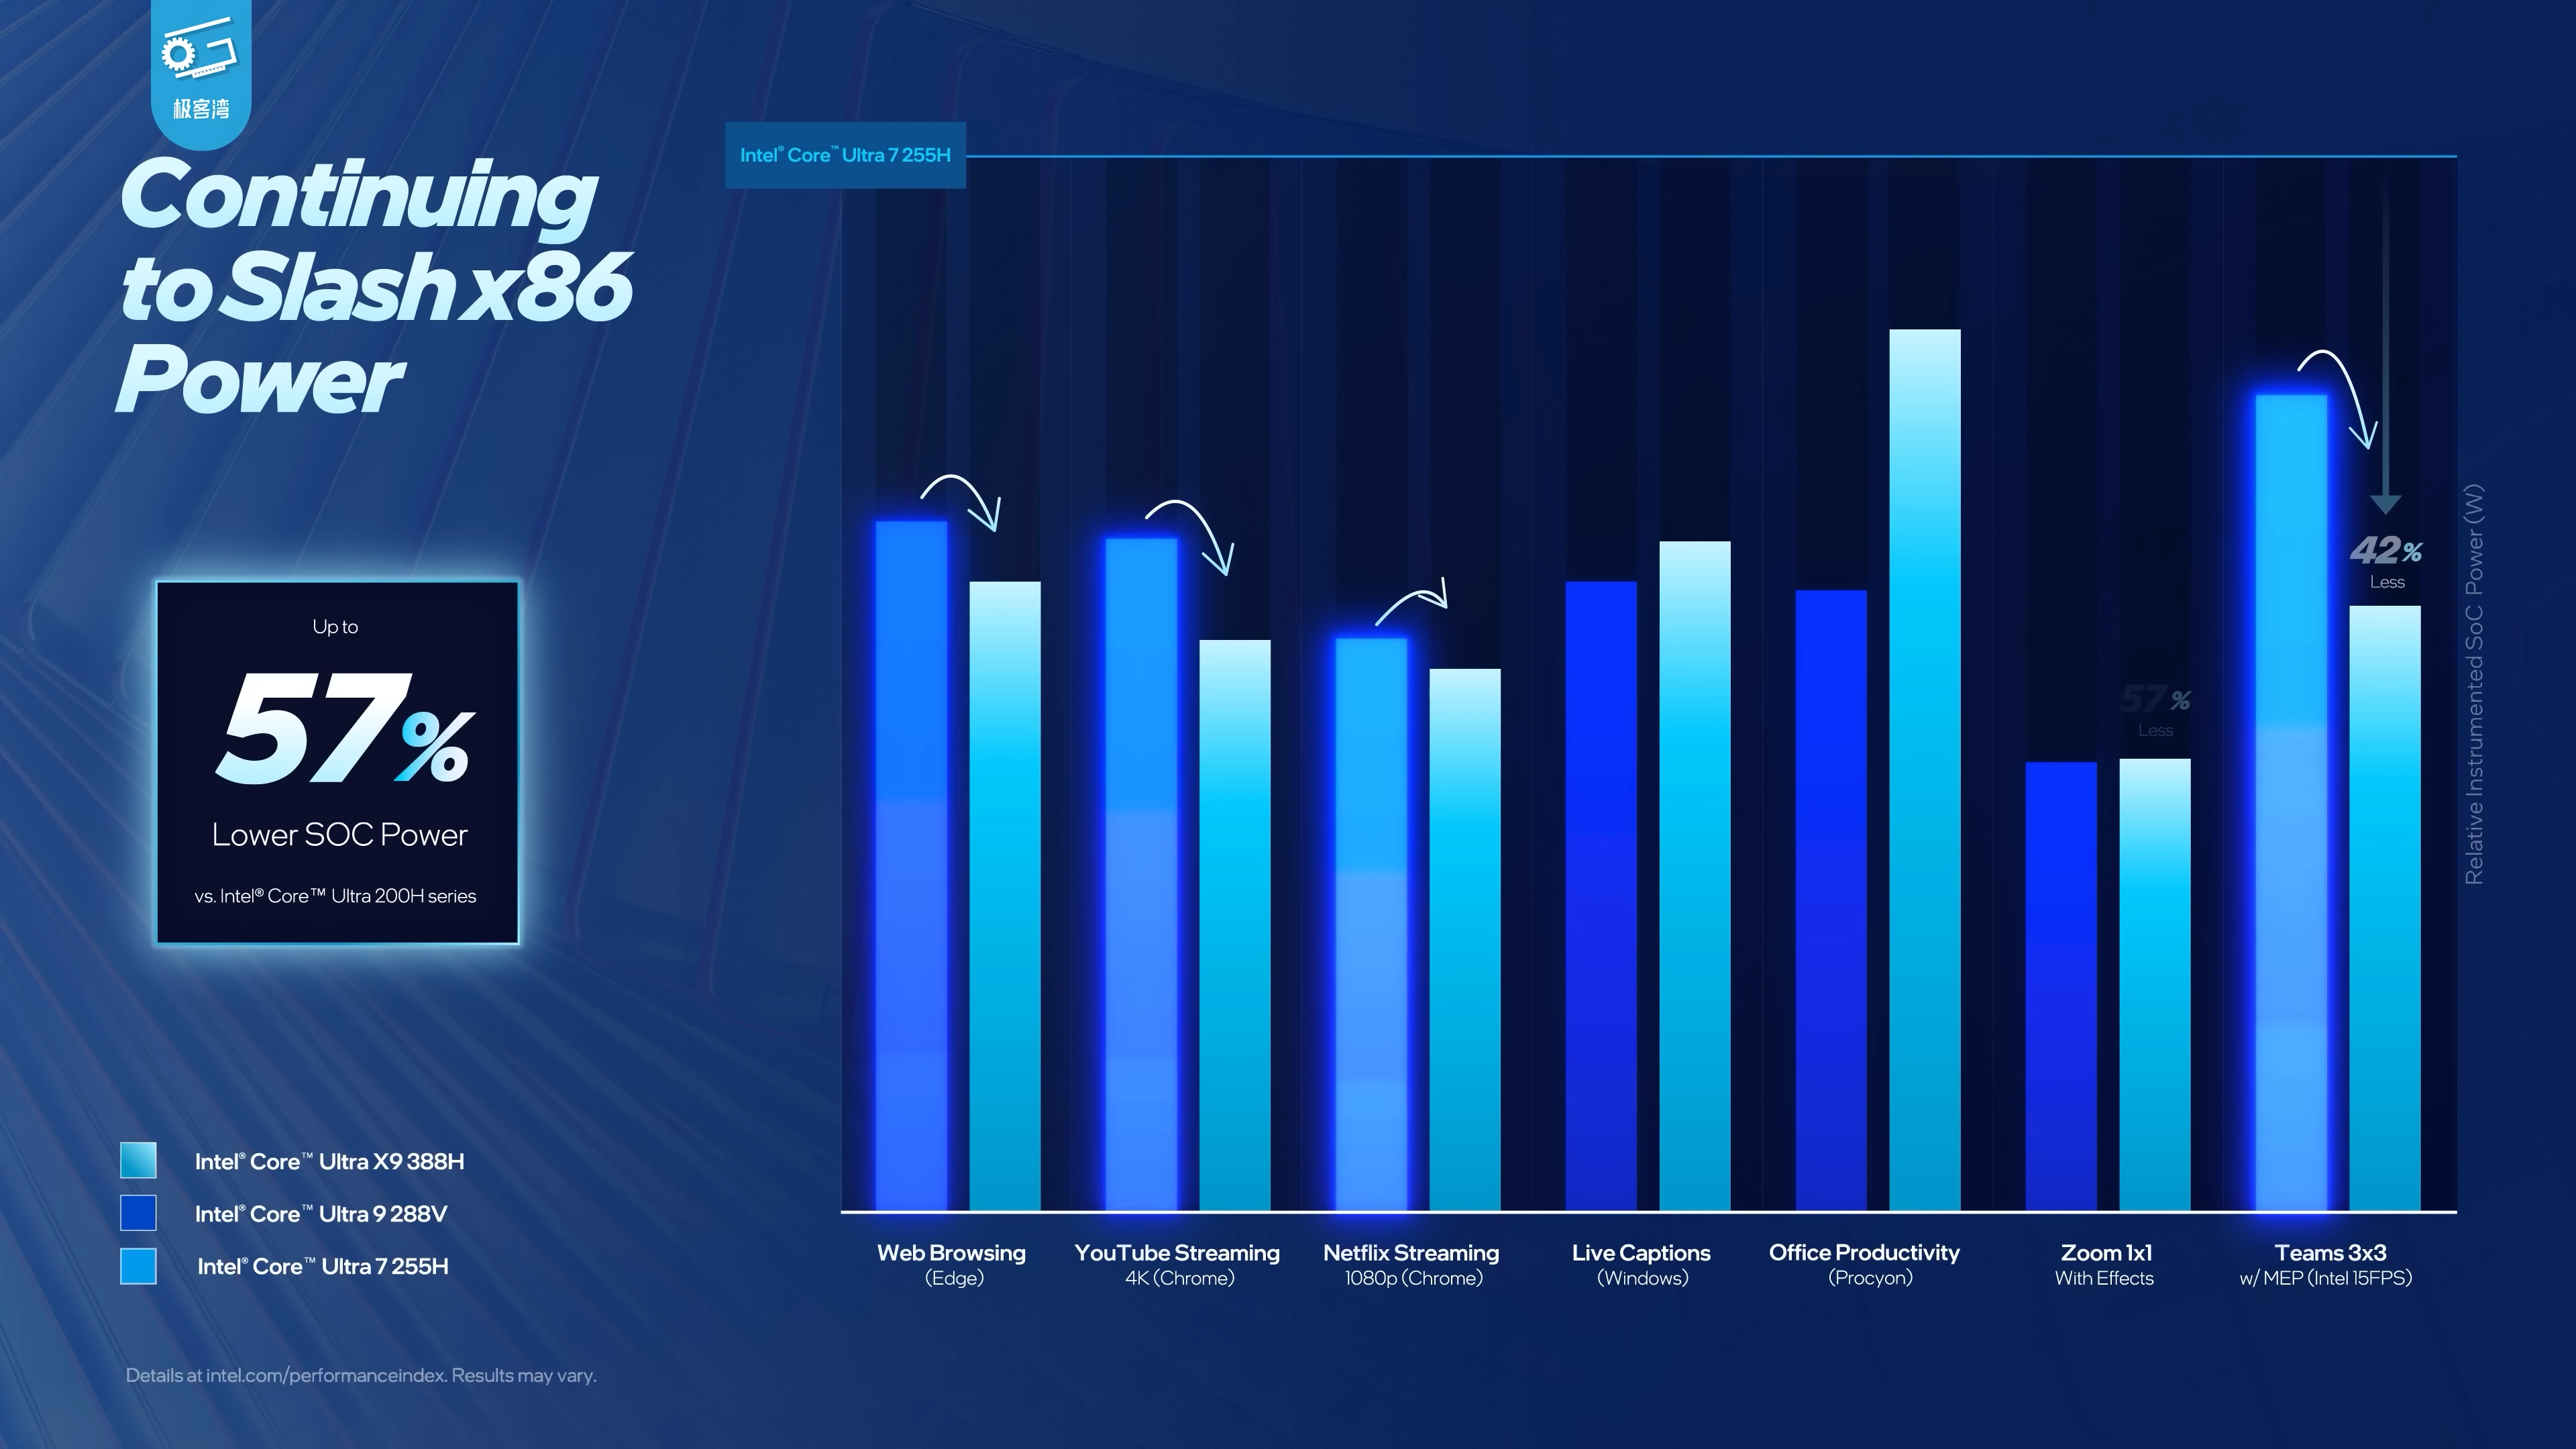 极客湾
Continuing
to Slash x86
Power
Up to
57%
Lower SOC Power
vs. Intel® Core™ Ultra 200H series
Intel® Core™ Ultra X9 388H
Intel® Core™ Ultra 9 288V
Intel® Core™ Ultra 7 255H
Details at intel.com/performanceindex. Results may vary.
Intel® Core™ Ultra 7 255H
57%
Less
42%
Less
Relative Instrumented SoC Power (W)
Web Browsing
(Edge)
YouTube Streaming
4K (Chrome)
Netflix Streaming
1080p (Chrome)
Live Captions
(Windows)
Office Productivity
(Procyon)
Zoom 1x1
With Effects
Teams 3x3
w/ MEP (Intel 15FPS)